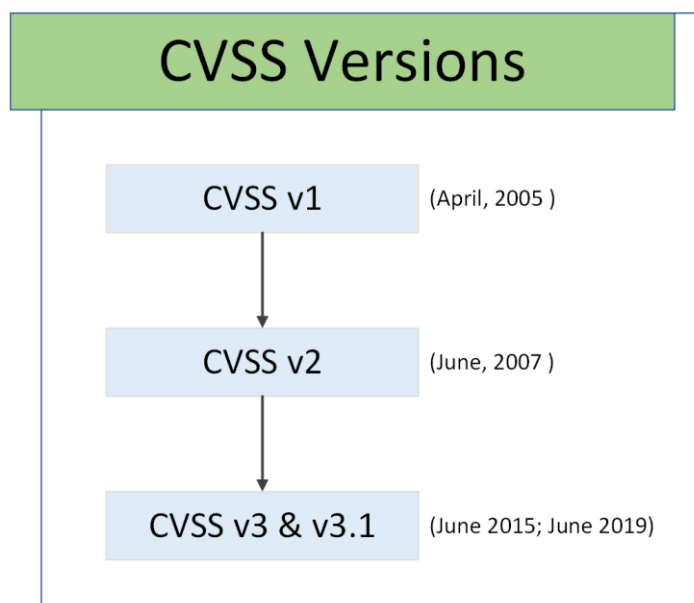 CVSS Versions
CVSS v1 (April, 2005 )
CVSS v2 (June, 2007 )
CVSS v3 & v3.1 (June 2015; June 2019)